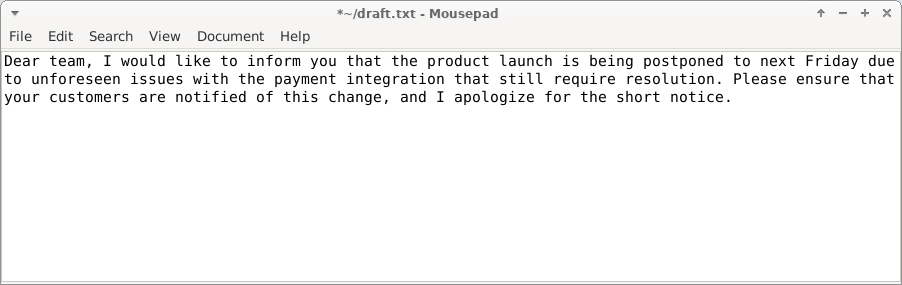 *~/draft.txt - Mousepad
File Edit Search View Document Help
Dear team, I would like to inform you that the product launch is being postponed to next Friday due
to unforeseen issues with the payment integration that still require resolution. Please ensure that
your customers are notified of this change, and I apologize for the short notice.